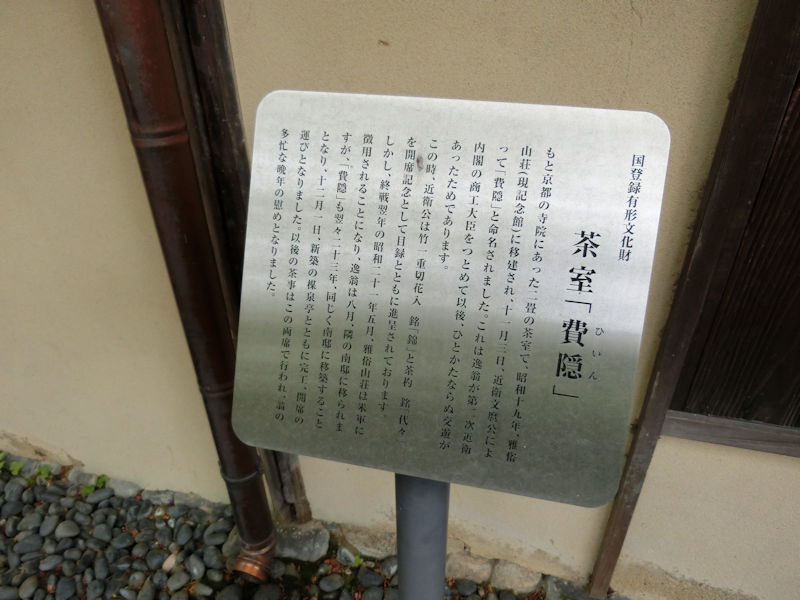 国登録有形文化財
茶室「費隠」
ひいん
もと京都の寺院にあった二畳の茶室で、昭和十九年、雅俗
山荘(現記念館)に移建され、十一月三日、近衛文麿公によ
って「費隠」と命名されました。これは逸翁が第二次近衛
内閣の商工大臣をつとめて以後、ひとかたならぬ交遊が
あったためであります。
この時、近衛公は竹一重切花入 銘「錦」と茶杓 銘「代々
を開席記念として目録とともに進呈されております。
しかし、終戦翌年の昭和二十一年五月、雅俗山荘は米軍に
徴用されることになり、逸翁は八月、隣の南邸に移られま
すが、「費隠」も翌々二十三年、同じく南邸に移築すること
となり、十二月一日、新築の楳泉亭とともに完工、開席の
運びとなりました。以後の茶事はこの両席で行われ、翁の
多忙な晩年の慰めとなりました。